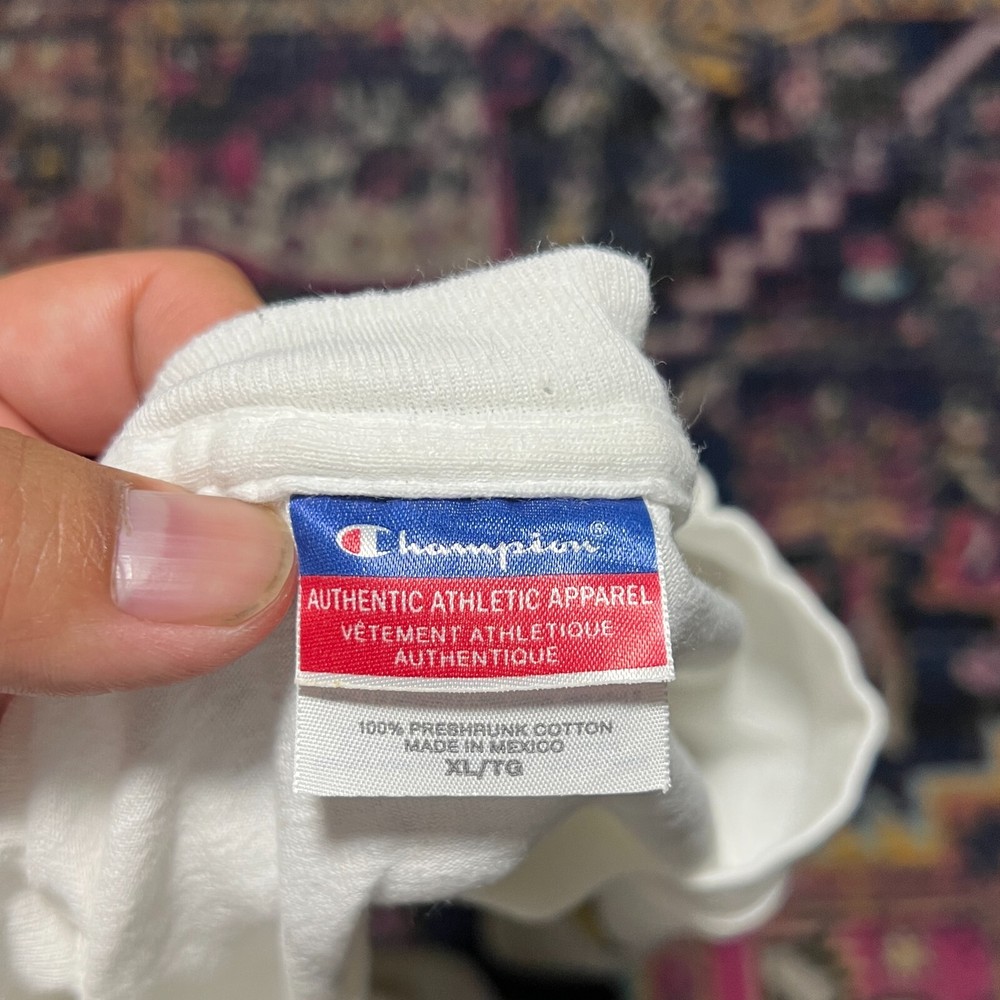 Champion®
AUTHENTIC ATHLETIC APPAREL
VÊTEMENT ATHLETIQUE
AUTHENTIQUE
100% PRESHRUNK COTTON
MADE IN MEXICO
XL/TG